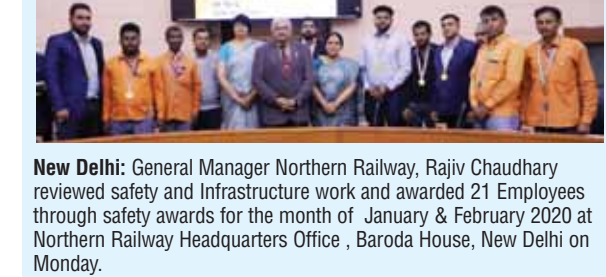 New Delhi: General Manager Northern Railway, Rajiv Chaudhary
reviewed safety and Infrastructure work and awarded 21 Employees
through safety awards for the month of January & February 2020 at
Northern Railway Headquarters Office , Baroda House, New Delhi on
Monday.